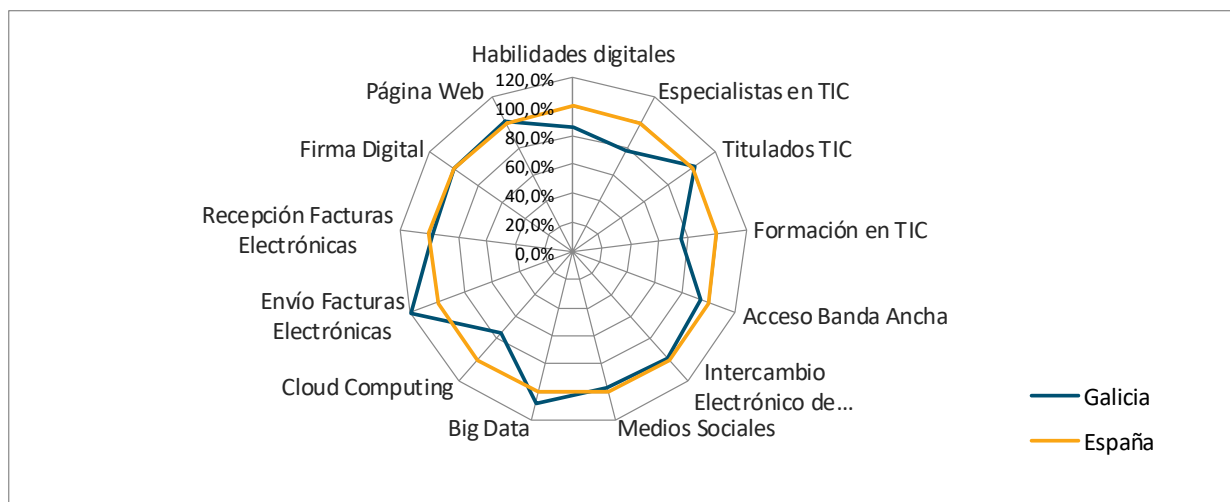 Habilidades digitales
120,0%
100,0%
80,0%
60,0%
40,0%
20,0%
0,0%
Especialistas en TIC
Titulados TIC
Formación en TIC
Acceso Banda Ancha
Intercambio
Electrónico de...
Medios Sociales
Big Data
Cloud Computing
Envío Facturas
Electrónicas
Recepción Facturas
Electrónicas
Firma Digital
Página Web
Galicia
España